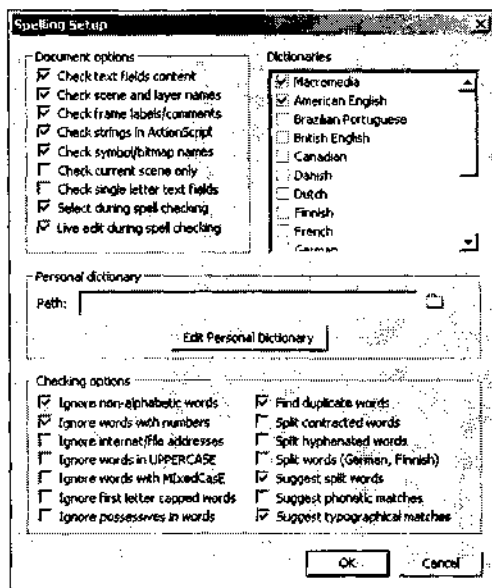 Spelling Setup
Document options
Check text fields content
Check scene and layer names
Check frame labels/comments
Check strings in ActionScript
Check symbol/bitmap names
Check current scene only
Check single letter text fields
Select during spell checking
Live edit during spell checking
Dictionaries
Macromedia
American English
Brazilian Portuguese
British English
Canadian
Danish
Dutch
Finnish
French
German
Personal dictionary
Path:
Edit Personal Dictionary
Checking options
Ignore non-alphabetic words
Ignore words with numbers
Ignore internet/file addresses
Ignore words in UPPERCASE
Ignore words with MIxedCasE
Ignore first letter capped words
Ignore possessives in words
Find duplicate words
Split contracted words
Split hyphenated words
Split words (German, Finnish)
Suggest split words
Suggest phonetic matches
Suggest typographical matches
OK
Cancel